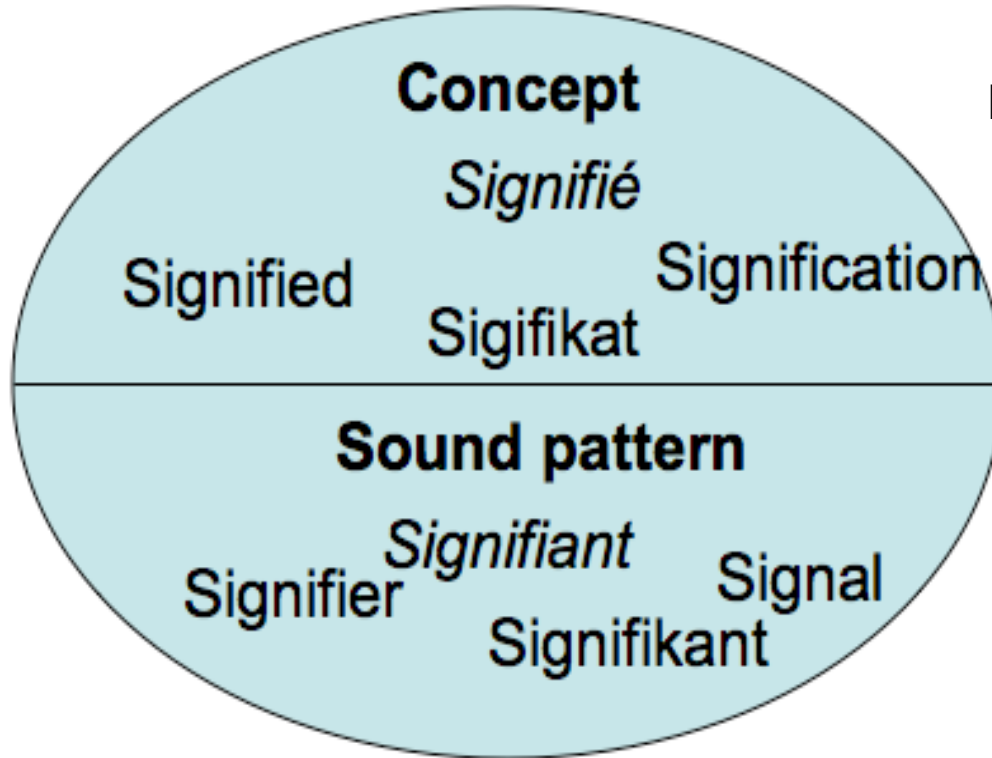 Concept
Signifié
Signification
Signified
Sigifikat
Sound pattern
Signifiant
Signal
Signifier
Signifikant